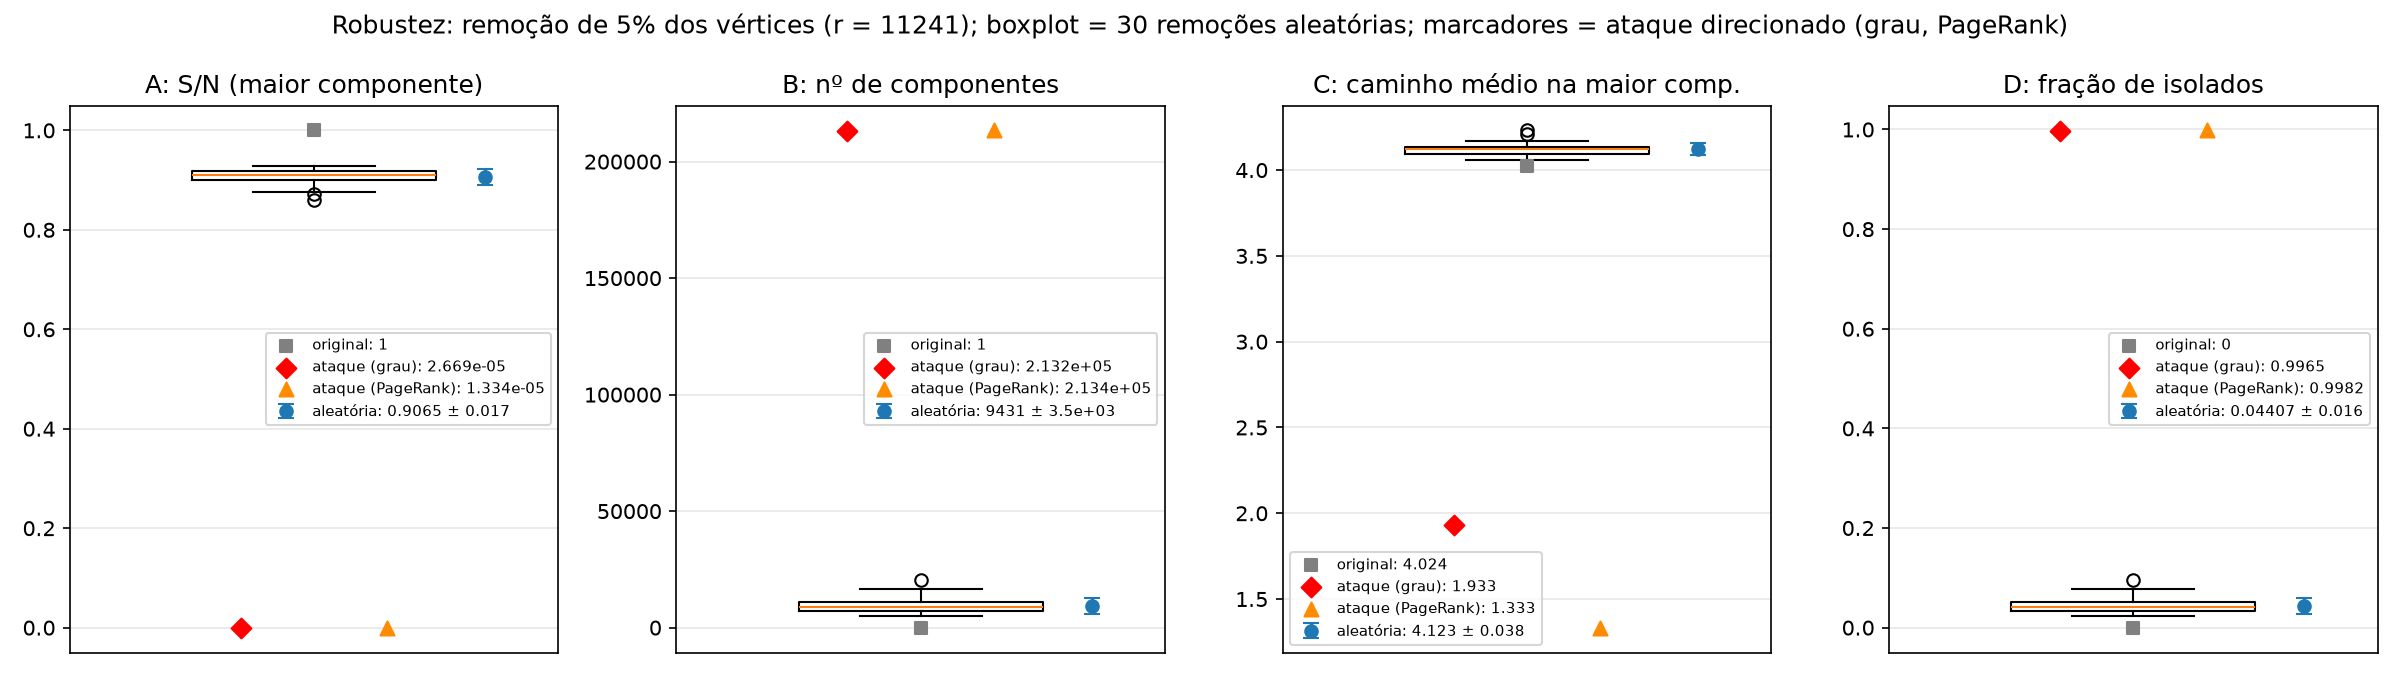 Robustez: remoção de 5% dos vértices (r = 11241); boxplot = 30 remoções aleatórias; marcadores = ataque direcionado (grau, PageRank)
A: S/N (maior componente)
1.0
0.8
0.6
0.4
0.2
0.0
original: 1
ataque (grau): 2.669e-05
ataque (PageRank): 1.334e-05
aleatória: 0.9065 ± 0.017
B: nº de componentes
200000
150000
100000
50000
0
original: 1
ataque (grau): 2.132e+05
ataque (PageRank): 2.134e+05
aleatória: 9431 ± 3.5e+03
C: caminho médio na maior comp.
4.0
3.5
3.0
2.5
2.0
1.5
original: 4.024
ataque (grau): 1.933
ataque (PageRank): 1.333
aleatória: 4.123 ± 0.038
D: fração de isolados
1.0
0.8
0.6
0.4
0.2
0.0
original: 0
ataque (grau): 0.9965
ataque (PageRank): 0.9982
aleatória: 0.04407 ± 0.016